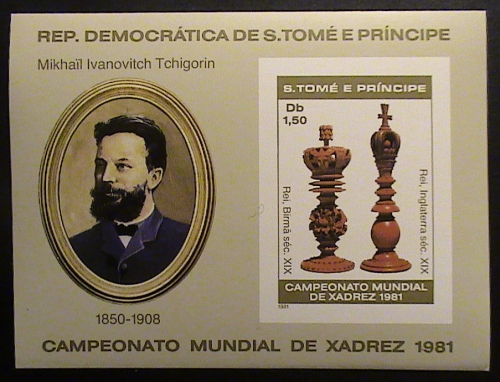 REP. DEMOCRÁTICA DE S.TOMÉ E PRÍNCIPE
Mikhaïl Ivanovitch Tchigorin
S.TOMÉ E PRÍNCIPE
Db
1,50
Rei, Birmã séc. XIX
Rei, Inglaterra séc. XIX
CAMPEONATO MUNDIAL
DE XADREZ 1981
1981
1850-1908
CAMPEONATO MUNDIAL DE XADREZ 1981